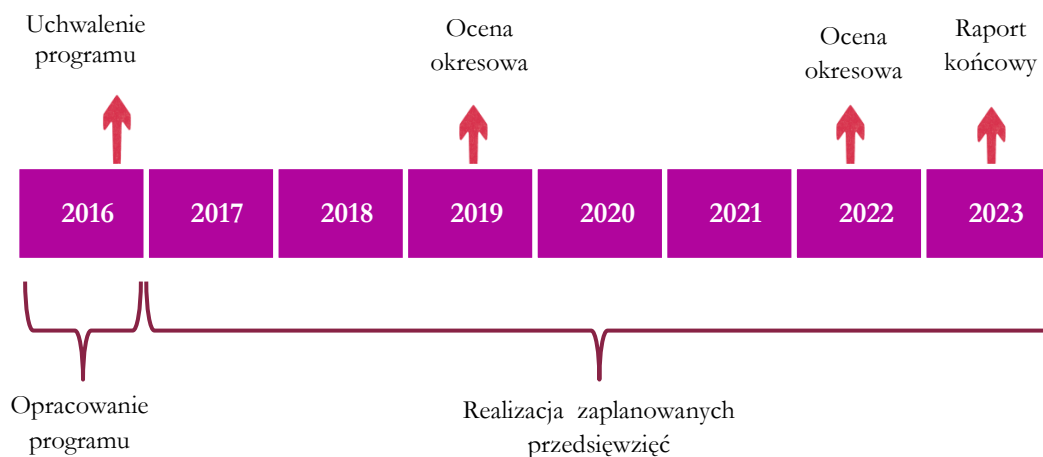 Uchwalenie
programu
Ocena
okresowa
Ocena
okresowa
Raport
końcowy
2016
2017
2018
2019
2020
2021
2022
2023
Opracowanie
programu
Realizacja zaplanowanych
przedsięwzięć